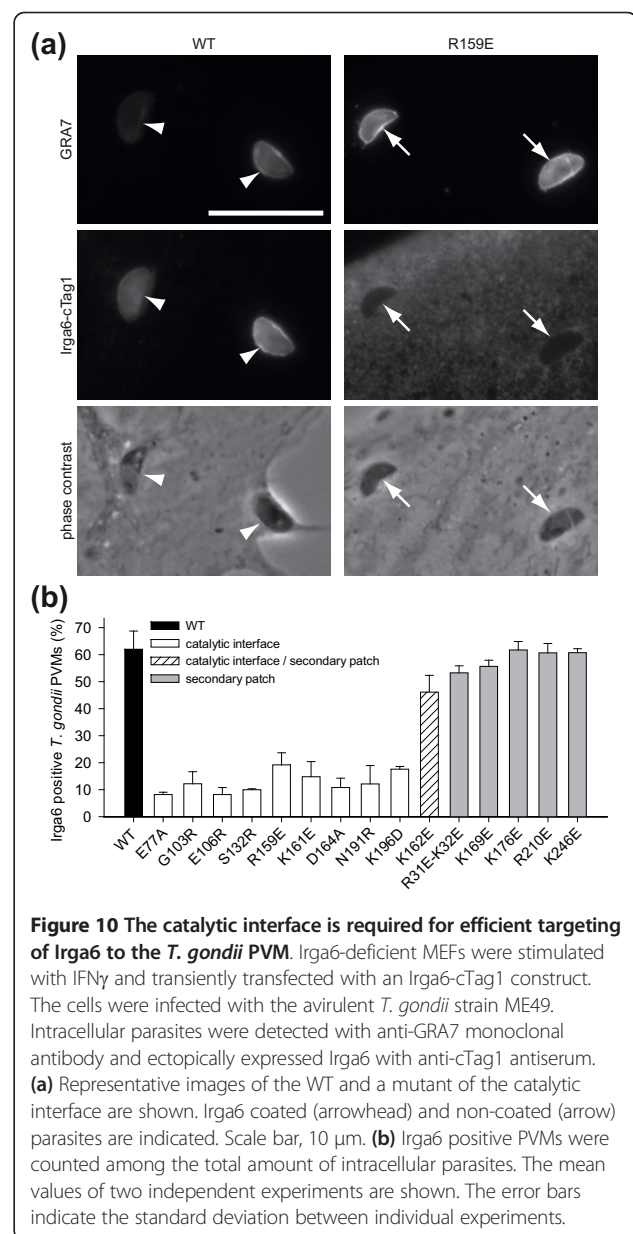 (a)
WT
R159E
GRA7
Irga6-cTag1
phase contrast
(b)
Irga6 positive T. gondii PVMs (%)
70
60
50
40
30
20
10
0
WT
catalytic interface
catalytic interface / secondary patch
secondary patch
WT
E77A
G103R
E106R
S132R
R159E
K161E
D164A
N191R
K196D
K162E
R31E-K32E
K169E
K176E
R210E
K246E
Figure 10 The catalytic interface is required for efficient targeting
of Irga6 to the T. gondii PVM. Irga6-deficient MEFs were stimulated
with IFNγ and transiently transfected with an Irga6-cTag1 construct.
The cells were infected with the avirulent T. gondii strain ME49.
Intracellular parasites were detected with anti-GRA7 monoclonal
antibody and ectopically expressed Irga6 with anti-cTag1 antiserum.
(a) Representative images of the WT and a mutant of the catalytic
interface are shown. Irga6 coated (arrowhead) and non-coated (arrow)
parasites are indicated. Scale bar, 10 μm. (b) Irga6 positive PVMs were
counted among the total amount of intracellular parasites. The mean
values of two independent experiments are shown. The error bars
indicate the standard deviation between individual experiments.